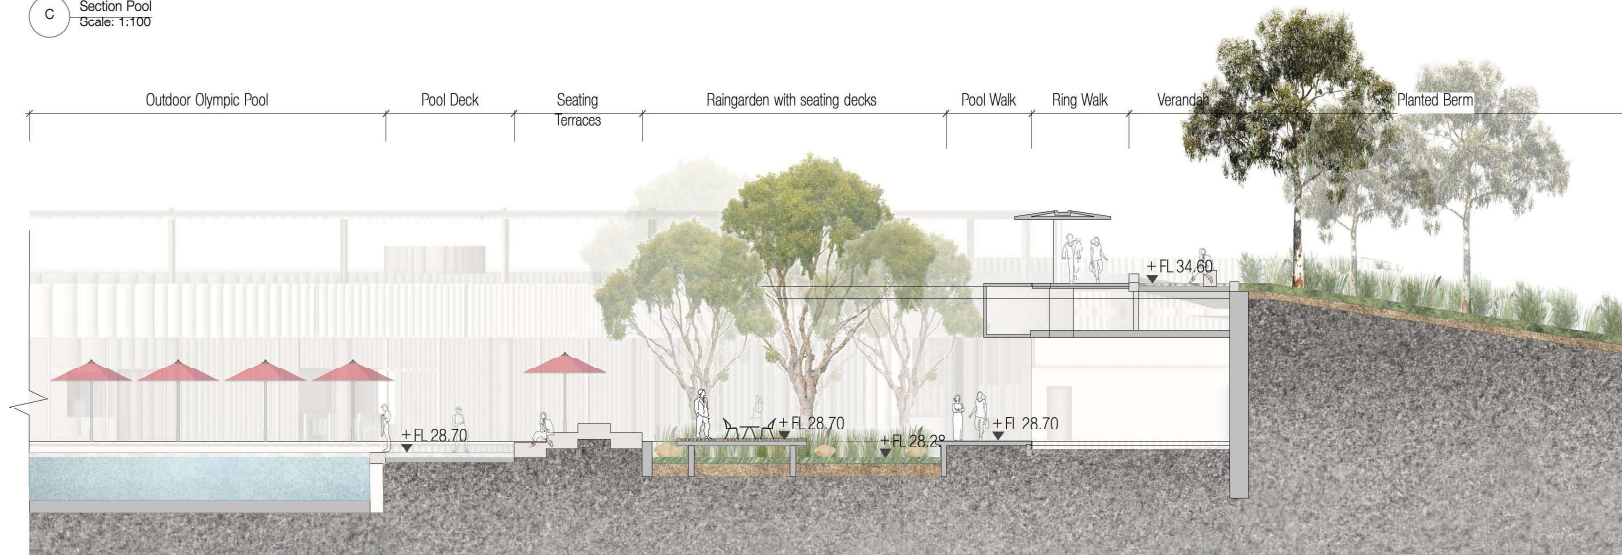 C
Section Pool
Scale: 1:100
Outdoor Olympic Pool
Pool Deck
Seating
Terraces
Raingarden with seating decks
Pool Walk
Ring Walk
Verandah
Planted Berm
+ FL 34.60
+ FL 28.70
+ FL 28.70
+ FL 28.28
+ FL 28.70